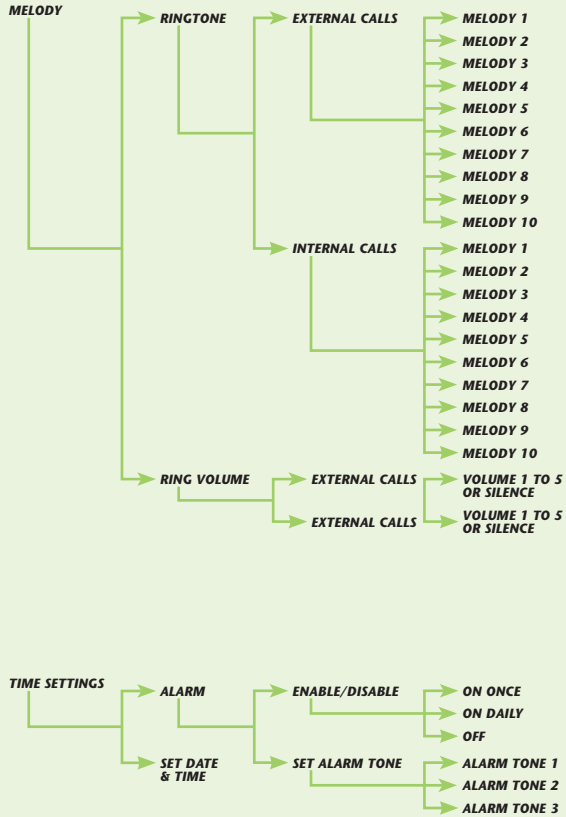 MELODY
RINGTONE
EXTERNAL CALLS
MELODY 1
MELODY 2
MELODY 3
MELODY 4
MELODY 5
MELODY 6
MELODY 7
MELODY 8
MELODY 9
MELODY 10
INTERNAL CALLS
MELODY 1
MELODY 2
MELODY 3
MELODY 4
MELODY 5
MELODY 6
MELODY 7
MELODY 8
MELODY 9
MELODY 10
RING VOLUME
EXTERNAL CALLS
VOLUME 1 TO 5
OR SILENCE
EXTERNAL CALLS
VOLUME 1 TO 5
OR SILENCE
TIME SETTINGS
ALARM
ENABLE/DISABLE
ON ONCE
ON DAILY
OFF
SET ALARM TONE
ALARM TONE 1
ALARM TONE 2
ALARM TONE 3
SET DATE
& TIME